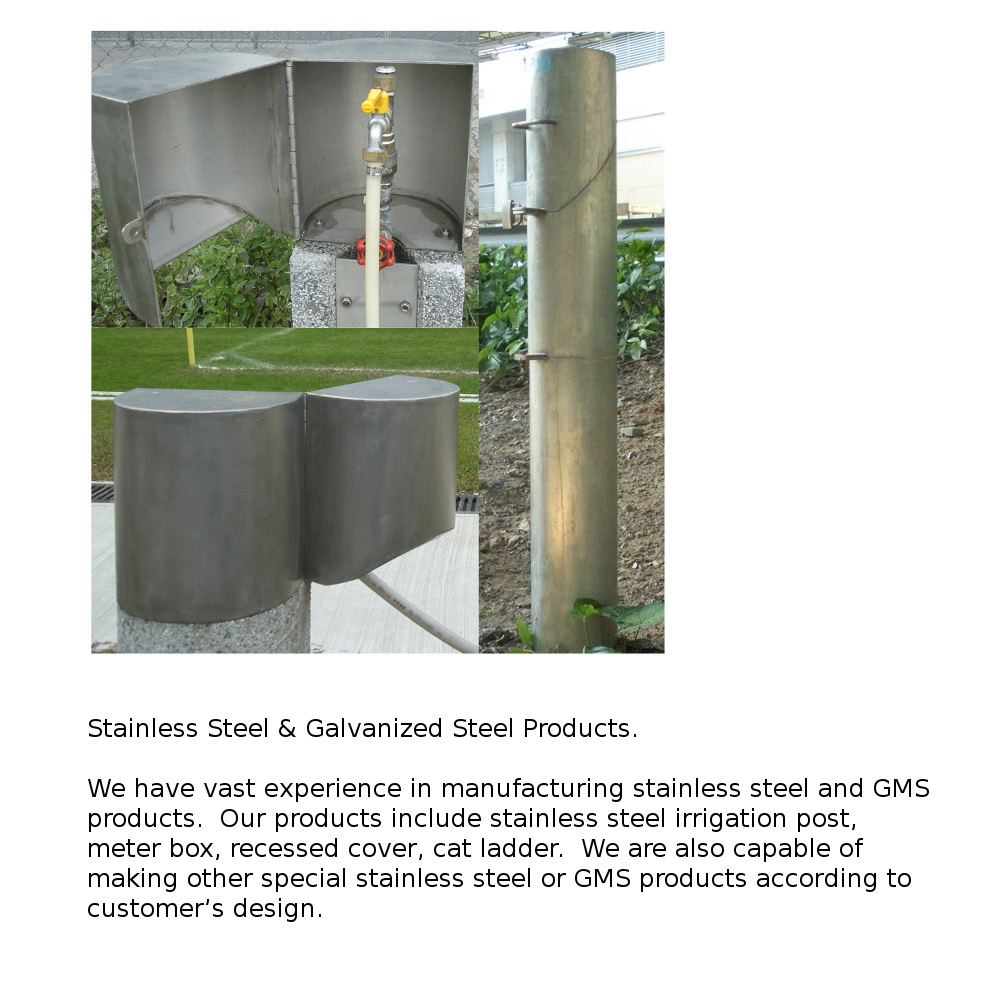 Stainless Steel & Galvanized Steel Products.
We have vast experience in manufacturing stainless steel and GMS
products.  Our products include stainless steel irrigation post,
meter box, recessed cover, cat ladder.  We are also capable of
making other special stainless steel or GMS products according to
customer’s design.